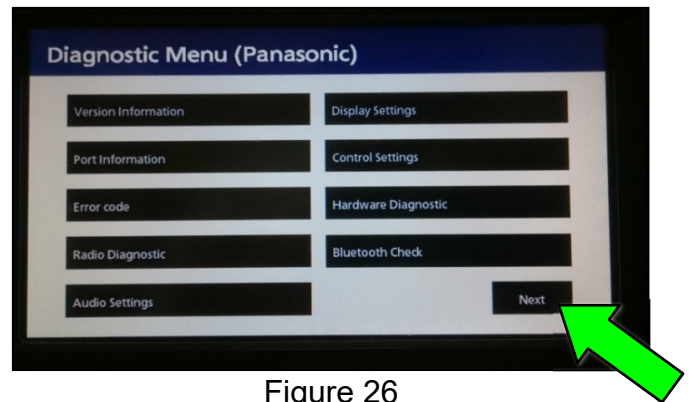 Diagnostic Menu (Panasonic)
Version Information
Display Settings
Port Information
Control Settings
Error code
Hardware Diagnostic
Radio Diagnostic
Bluetooth Check
Audio Settings
Next
Figure 26